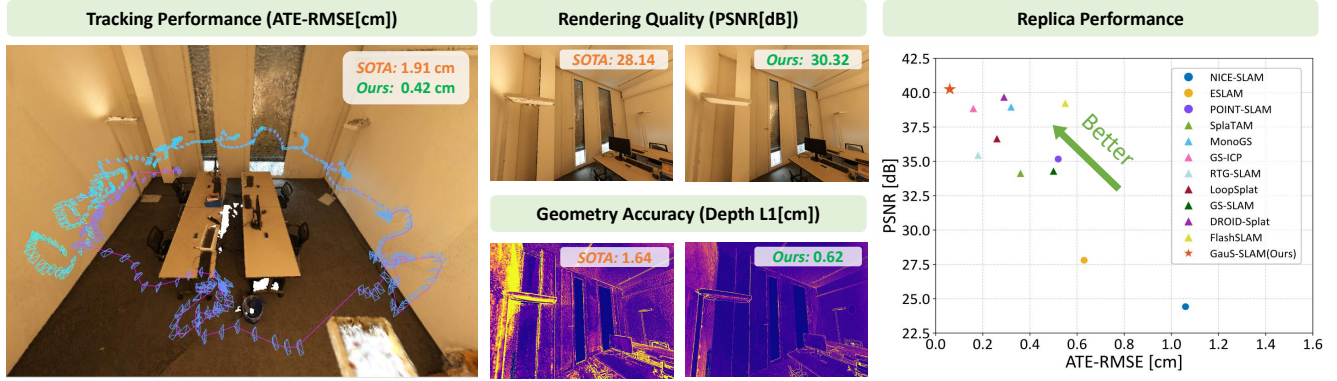 Tracking Performance (ATE-RMSE[cm])
SOTA: 1.91 cm
Ours: 0.42 cm
Rendering Quality (PSNR[dB])
SOTA: 28.14
Ours: 30.32
Geometry Accuracy (Depth L1[cm])
SOTA: 1.64
Ours: 0.62
Replica Performance
PSNR [dB]
42.5
40.0
37.5
35.0
32.5
30.0
27.5
25.0
22.5
0.0 0.2 0.4 0.6 0.8 1.0 1.2 1.4 1.6
ATE-RMSE [cm]
Better
NICE-SLAM
ESLAM
POINT-SLAM
SplaTAM
MonoGS
GS-ICP
RTG-SLAM
LoopSplat
GS-SLAM
DROID-Splat
FlashSLAM
GauS-SLAM(Ours)